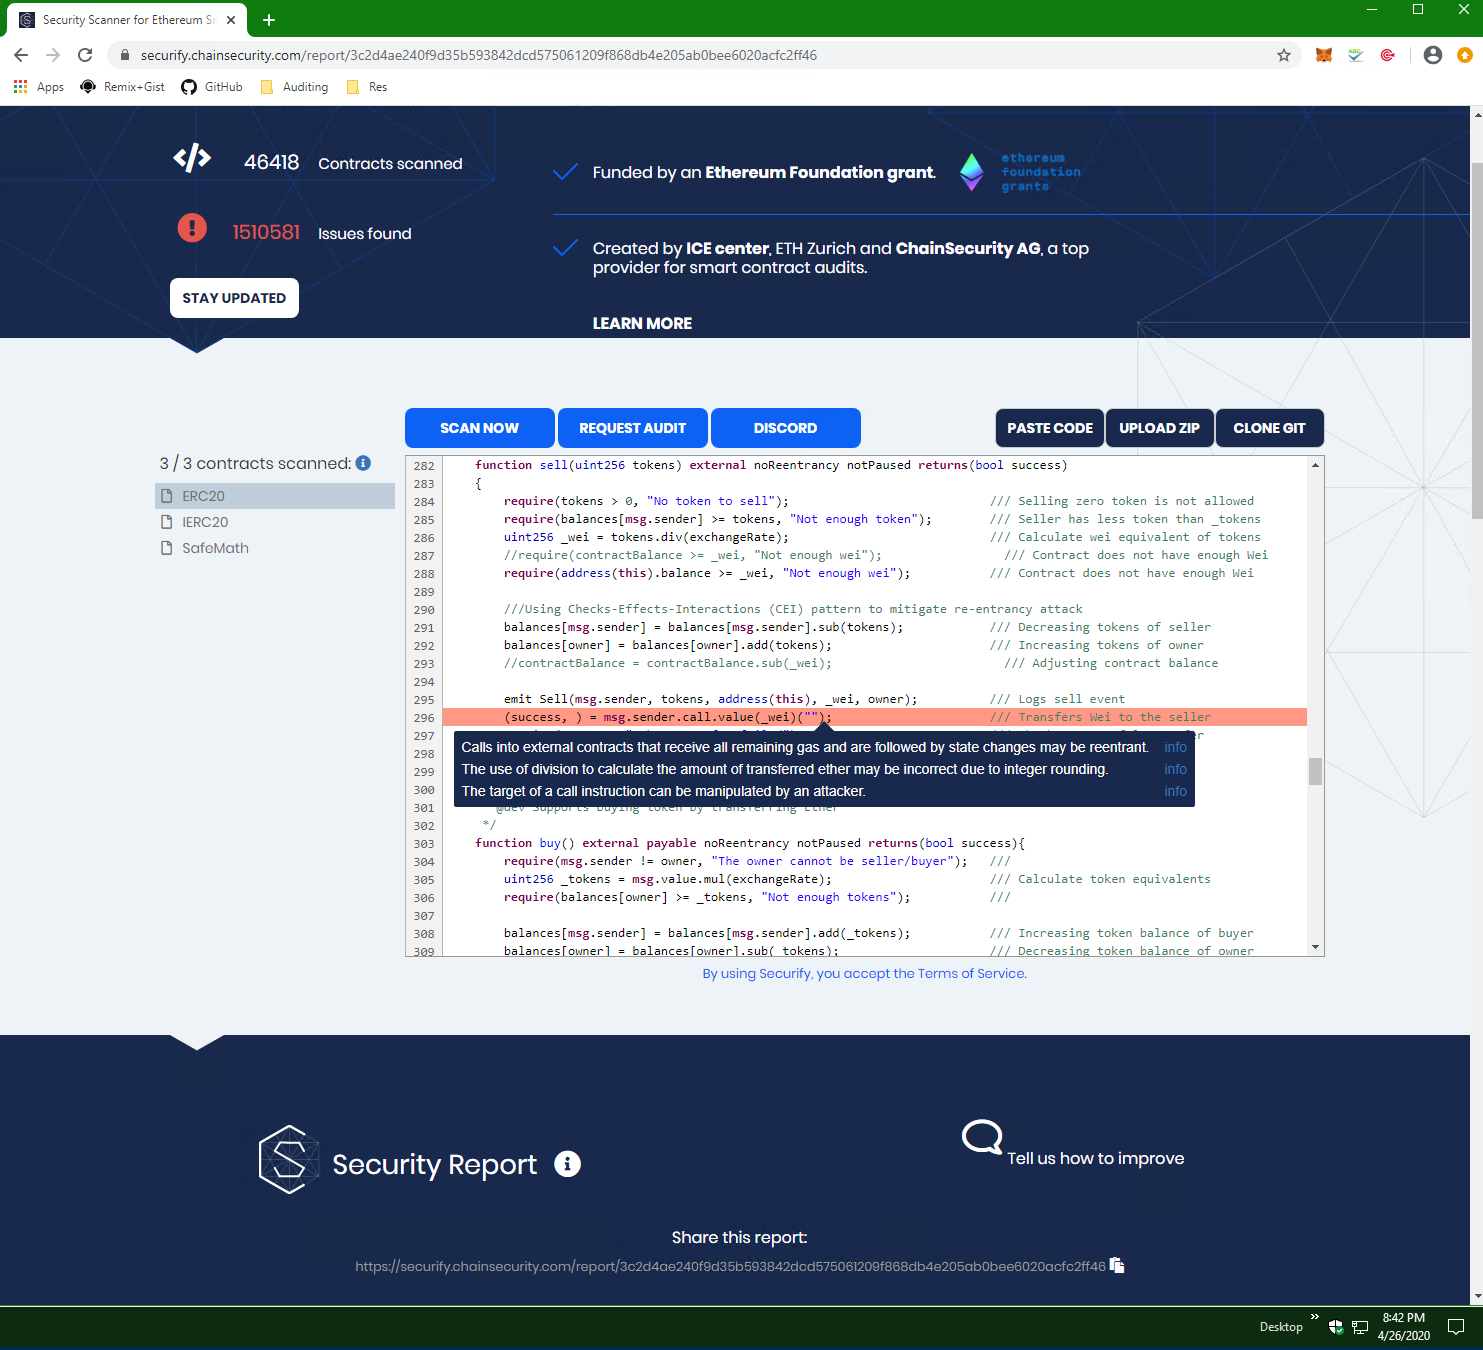 Security Scanner for Ethereum Sm
securify.chainsecurity.com/report/3c2d4ae240f9d35b593842dcd575061209f868db4e205ab0bee6020acfc2ff46
Apps Remix+Gist GitHub Auditing Res
46418 Contracts scanned
1510581 Issues found
STAY UPDATED
Funded by an Ethereum Foundation grant.
ethereum
foundation
grants
Created by ICE center, ETH Zurich and ChainSecurity AG, a top
provider for smart contract audits.
LEARN MORE
SCAN NOW REQUEST AUDIT DISCORD PASTE CODE UPLOAD ZIP CLONE GIT
3 / 3 contracts scanned:
ERC20
IERC20
SafeMath
282 function sell(uint256 tokens) external noReentrancy notPaused returns(bool success)
283 {
284 require(tokens > 0, "No token to sell"); /// Selling zero token is not allowed
285 require(balances[msg.sender] >= tokens, "Not enough token"); /// Seller has less token than _tokens
286 uint256 _wei = tokens.div(exchangeRate); /// Calculate wei equivalent of tokens
287 //require(contractBalance >= _wei, "Not enough wei"); /// Contract does not have enough Wei
288 require(address(this).balance >= _wei, "Not enough wei"); /// Contract does not have enough Wei
289
290 ///Using Checks-Effects-Interactions (CEI) pattern to mitigate re-entrancy attack
291 balances[msg.sender] = balances[msg.sender].sub(tokens); /// Decreasing tokens of seller
292 balances[owner] = balances[owner].add(tokens); /// Increasing tokens of owner
293 //contractBalance = contractBalance.sub(_wei); /// Adjusting contract balance
294
295 emit Sell(msg.sender, tokens, address(this), _wei, owner); /// Logs sell event
296 (success, ) = msg.sender.call.value(_wei)(""); /// Transfers Wei to the seller
297
Calls into external contracts that receive all remaining gas and are followed by state changes may be reentrant. info
298
The use of division to calculate the amount of transferred ether may be incorrect due to integer rounding. info
299
The target of a call instruction can be manipulated by an attacker. info
300
301 @dev Supports buying token by transferring Ether
302 */
303 function buy() external payable noReentrancy notPaused returns(bool success){
304 require(msg.sender != owner, "The owner cannot be seller/buyer"); ///
305 uint256 _tokens = msg.value.mul(exchangeRate); /// Calculate token equivalents
306 require(balances[owner] >= _tokens, "Not enough tokens"); ///
307
308 balances[msg.sender] = balances[msg.sender].add(_tokens); /// Increasing token balance of buyer
309 balances[owner] = balances[owner].sub(_tokens); /// Decreasing token balance of owner
By using Securify, you accept the Terms of Service.
Security Report
Tell us how to improve
Share this report:
https://securify.chainsecurity.com/report/3c2d4ae240f9d35b593842dcd575061209f868db4e205ab0bee6020acfc2ff46
Desktop
8:42 PM
4/26/2020